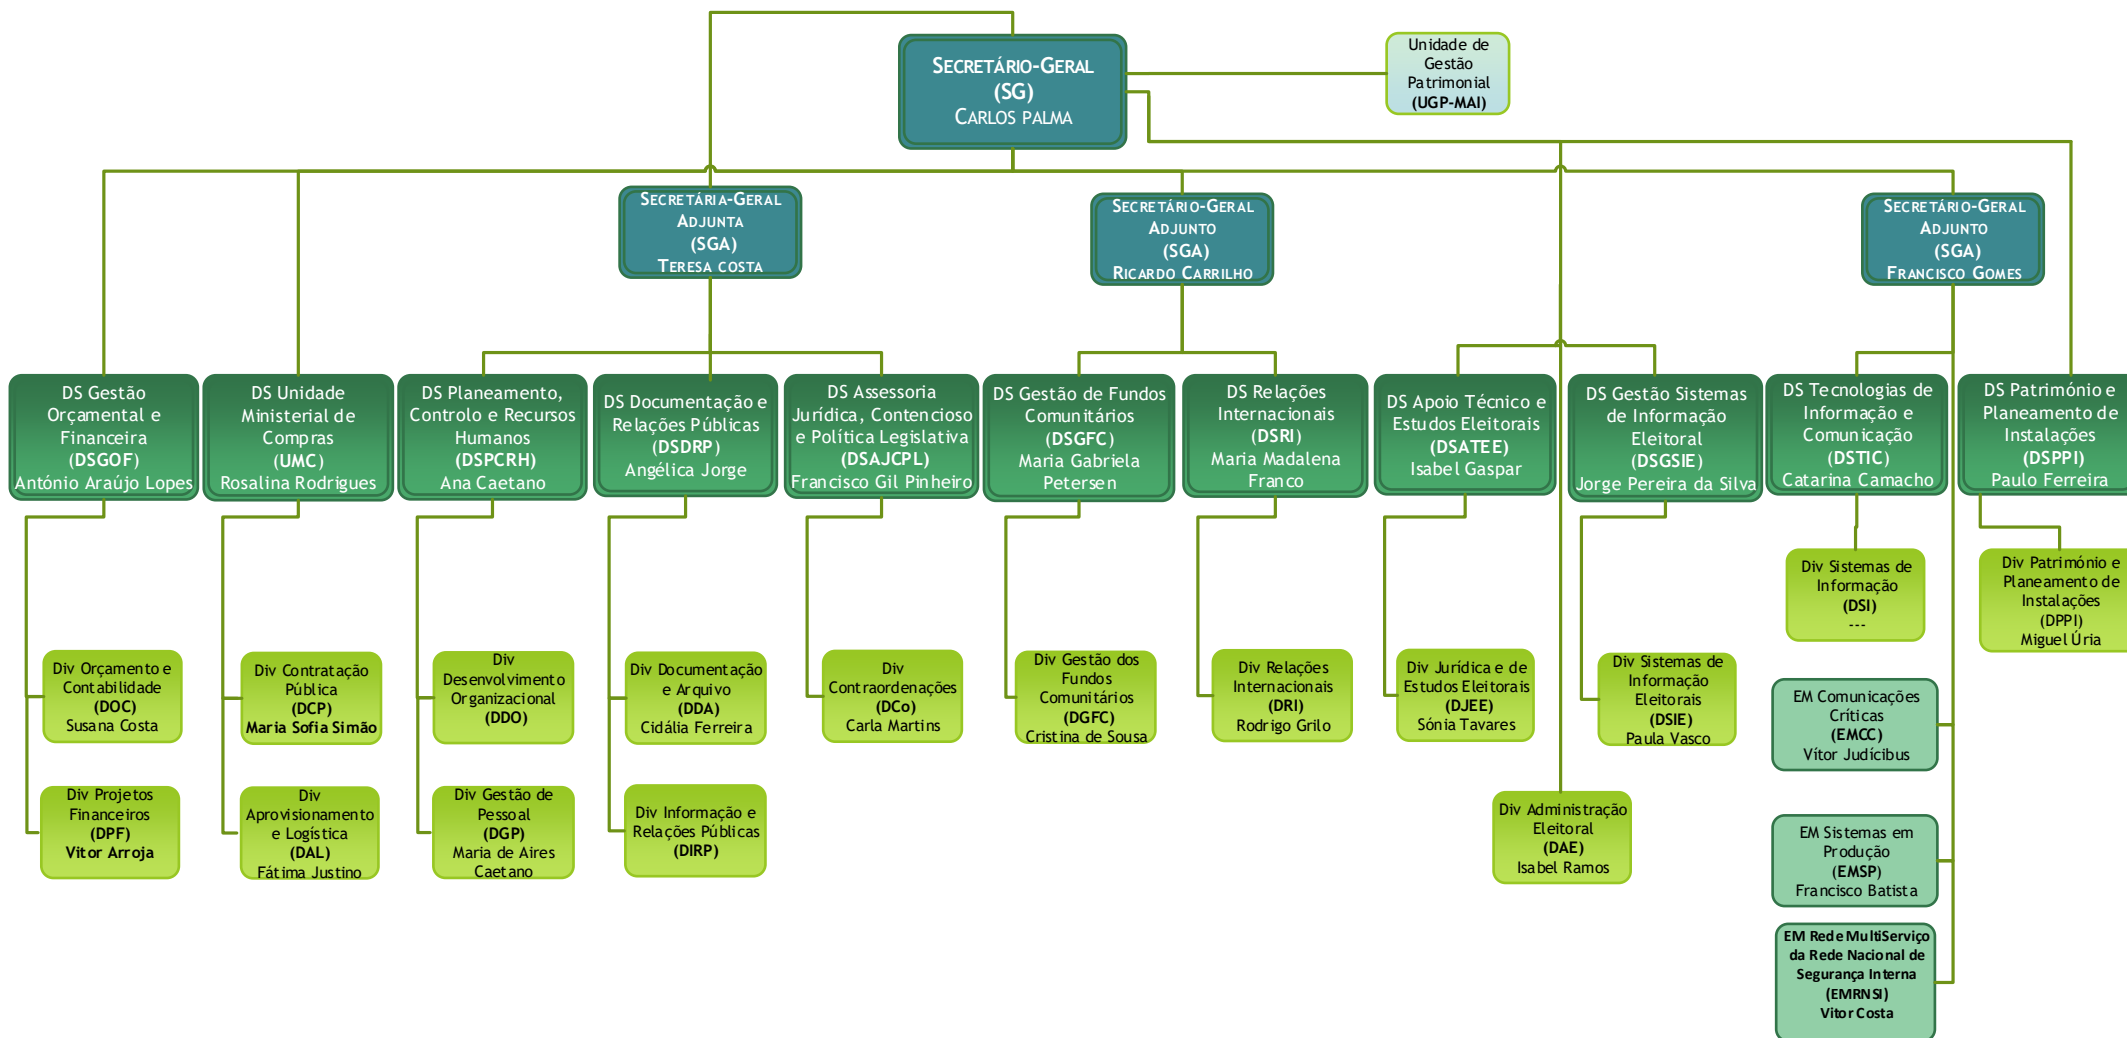 SECRETÁRIO-GERAL
(SG)
CARLOS PALMA
Unidade de
Gestão
Patrimonial
(UGP-MAI)
SECRETÁRIA-GERAL
ADJUNTA
(SGA)
TERESA COSTA
SECRETÁRIO-GERAL
ADJUNTO
(SGA)
RICARDO CARRILHO
SECRETÁRIO-GERAL
ADJUNTO
(SGA)
FRANCISCO GOMES
DS Gestão
Orçamental e
Financeira
(DSGOF)
António Araújo Lopes
DS Unidade
Ministerial de
Compras
(UMC)
Rosalina Rodrigues
DS Planeamento,
Controlo e Recursos
Humanos
(DSPCRH)
Ana Caetano
DS Documentação e
Relações Públicas
(DSDRP)
Angélica Jorge
DS Assessoria
Jurídica, Contencioso
e Política Legislativa
(DSAJCPL)
Francisco Gil Pinheiro
DS Gestão de Fundos
Comunitários
(DSGFC)
Maria Gabriela
Petersen
DS Relações
Internacionais
(DSRI)
Maria Madalena
Franco
DS Apoio Técnico e
Estudos Eleitorais
(DSATEE)
Isabel Gaspar
DS Gestão Sistemas
de Informação
Eleitoral
(DSGSIE)
Jorge Pereira da Silva
DS Tecnologias de
Informação e
Comunicação
(DSTIC)
Catarina Camacho
DS Património e
Planeamento de
Instalações
(DSPPI)
Paulo Ferreira
Div Sistemas de
Informação
(DSI)
---
Div Património e
Planeamento de
Instalações
(DPPI)
Miguel Úria
Div Orçamento e
Contabilidade
(DOC)
Susana Costa
Div Contratação
Pública
(DCP)
Maria Sofia Simão
Div
Desenvolvimento
Organizacional
(DDO)
Div Documentação
e Arquivo
(DDA)
Cidália Ferreira
Div
Contraordenações
(DCo)
Carla Martins
Div Gestão dos
Fundos
Comunitários
(DGFC)
Cristina de Sousa
Div Relações
Internacionais
(DRI)
Rodrigo Grilo
Div Jurídica e de
Estudos Eleitorais
(DJEE)
Sónia Tavares
Div Sistemas de
Informação
Eleitorais
(DSIE)
Paula Vasco
EM Comunicações
Críticas
(EMCC)
Vítor Judícibus
Div Projetos
Financeiros
(DPF)
Vitor Arroja
Div
Aprovisionamento
e Logística
(DAL)
Fátima Justino
Div Gestão de
Pessoal
(DGP)
Maria de Aires
Caetano
Div Informação e
Relações Públicas
(DIRP)
Div Administração
Eleitoral
(DAE)
Isabel Ramos
EM Sistemas em
Produção
(EMSP)
Francisco Batista
EM Rede MultiServiço
da Rede Nacional de
Segurança Interna
(EMRNSI)
Vitor Costa